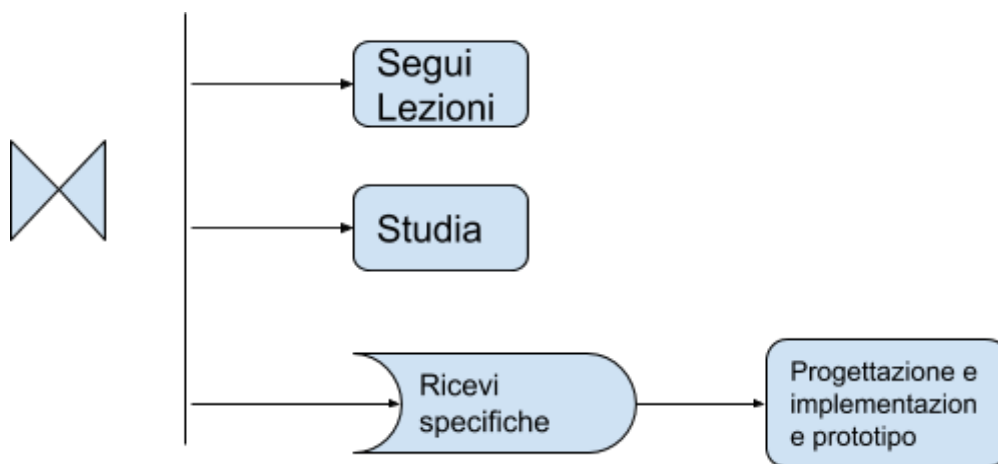 Segui
Lezioni
Studia
Ricevi
specifiche
Progettazione e
implementazion
e prototipo